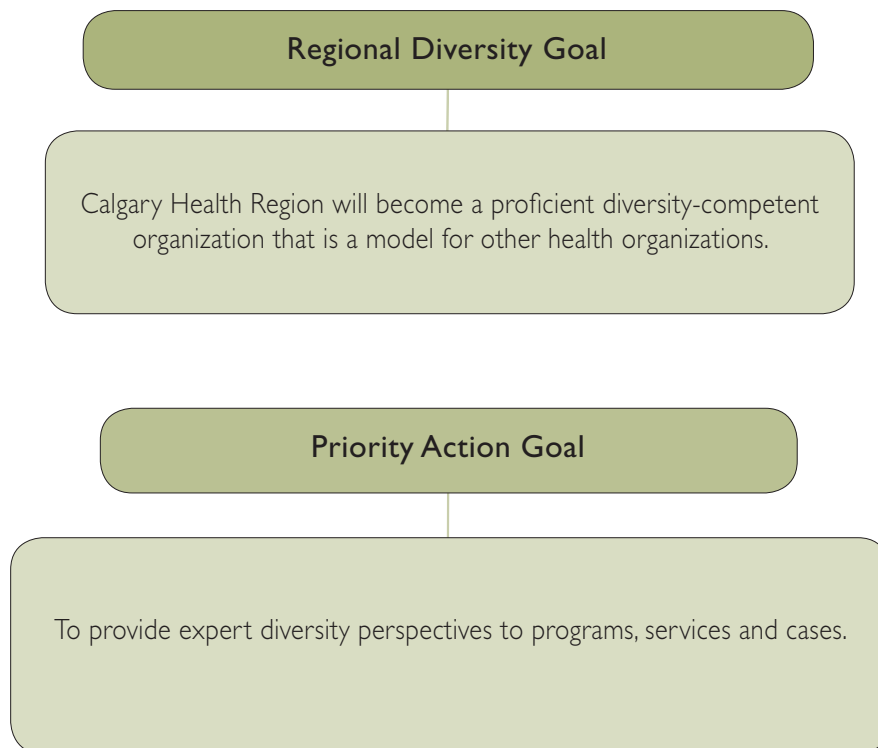 Regional Diversity Goal
Calgary Health Region will become a proficient diversity-competent
organization that is a model for other health organizations.
Priority Action Goal
To provide expert diversity perspectives to programs, services and cases.